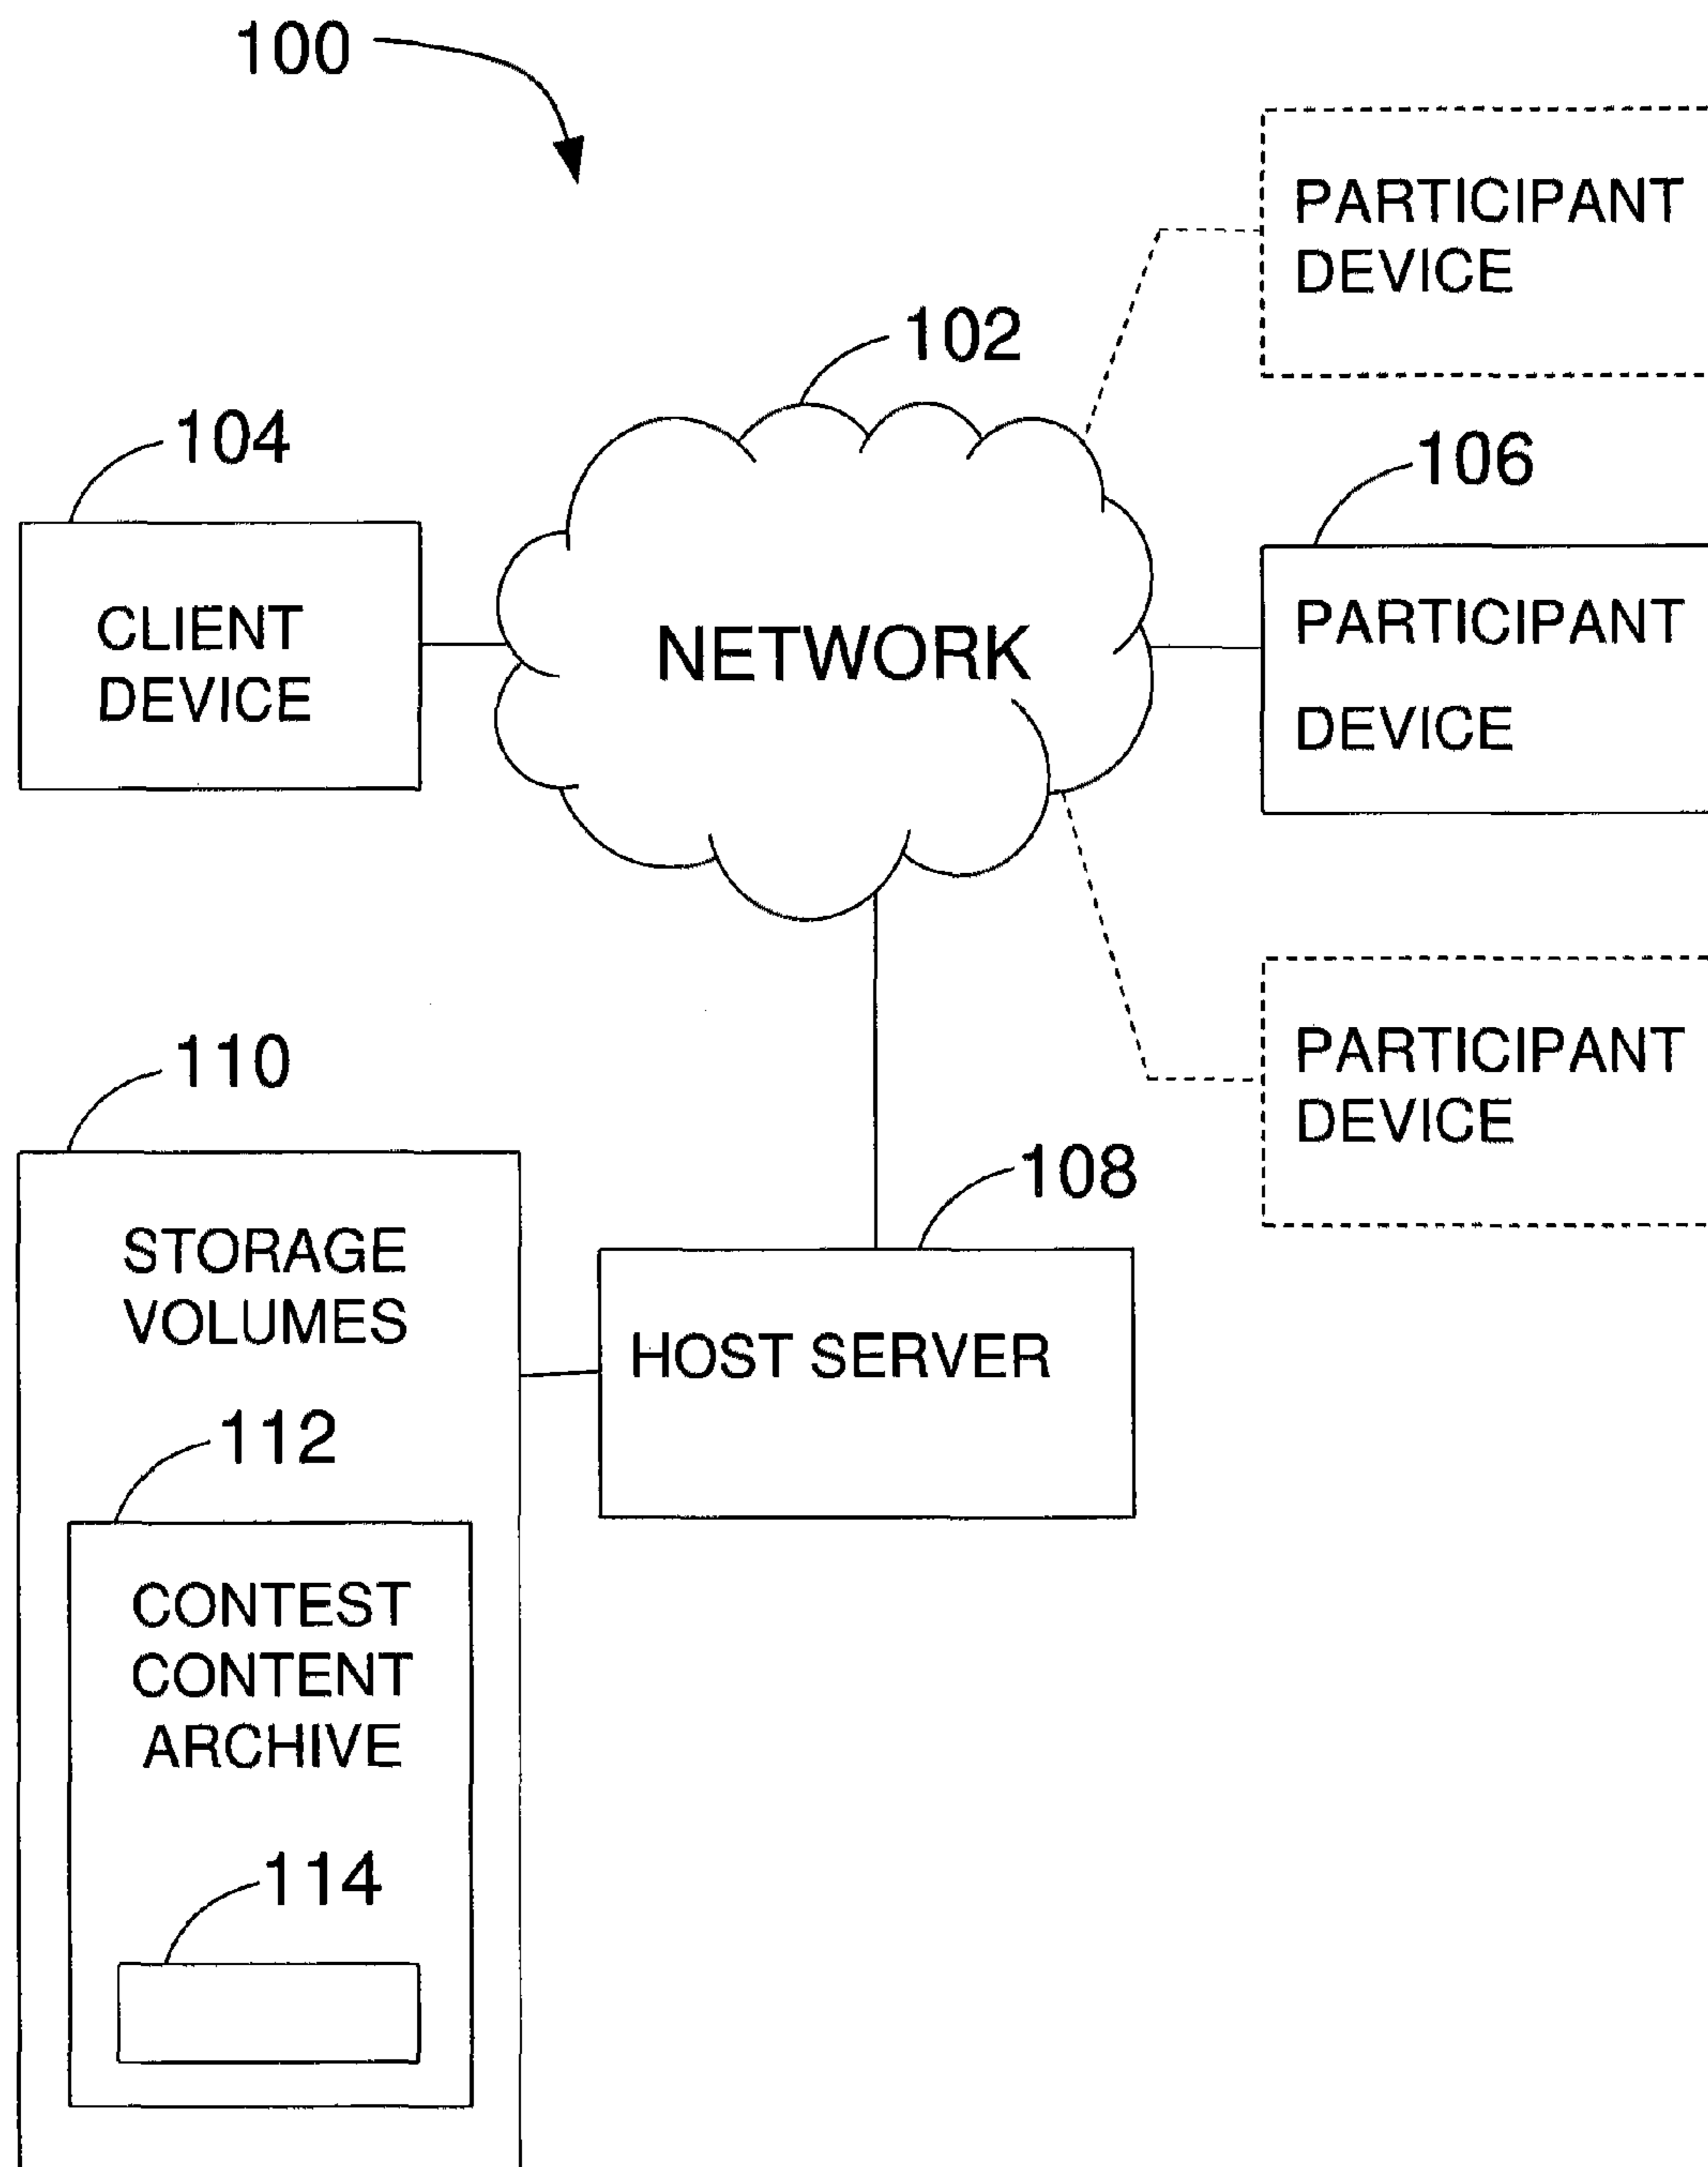 100
PARTICIPANT
DEVICE
102
104
106
CLIENT
DEVICE
NETWORK
PARTICIPANT
DEVICE
110
PARTICIPANT
DEVICE
108
STORAGE
VOLUMES
HOST SERVER
112
CONTEST
CONTENT
ARCHIVE
114